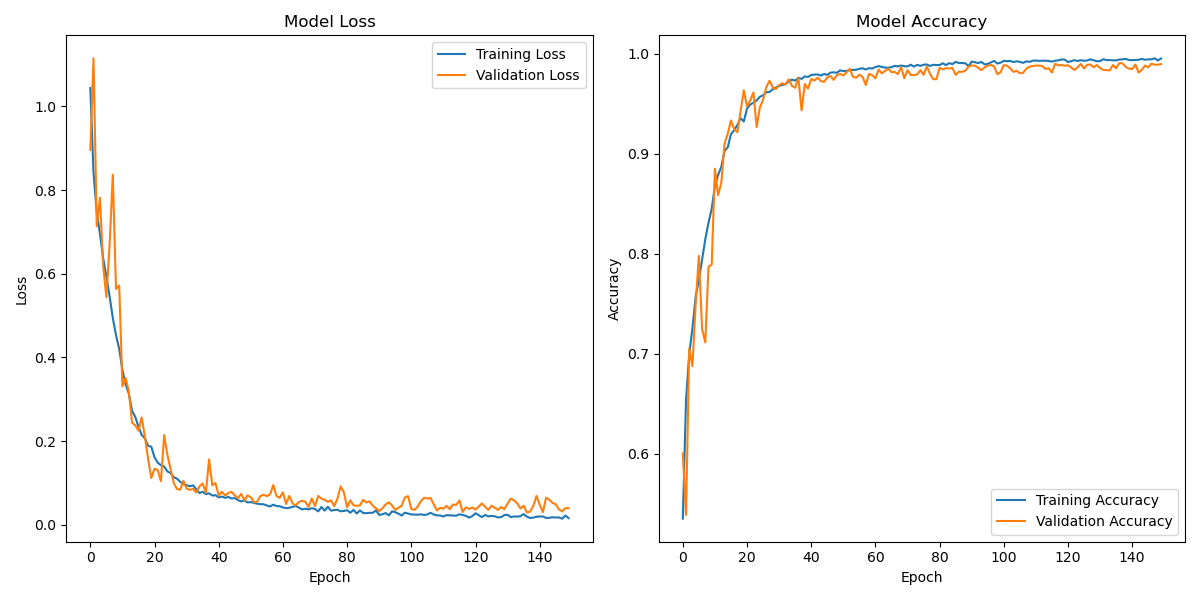 Model Loss
Training Loss
Validation Loss
1.0
0.8
0.6
0.4
0.2
0.0
Loss
0 20 40 60 80 100 120 140
Epoch
Model Accuracy
1.0
0.9
0.8
0.7
0.6
Accuracy
Training Accuracy
Validation Accuracy
0 20 40 60 80 100 120 140
Epoch